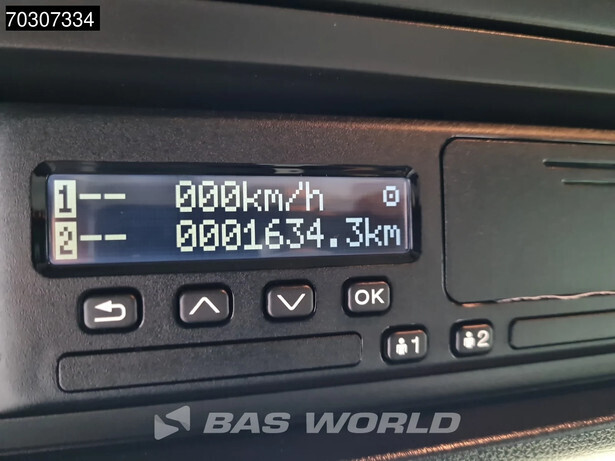 70307334
1-- 000km/h
2-- 0001634.3km
OK
1 2
BAS WORLD